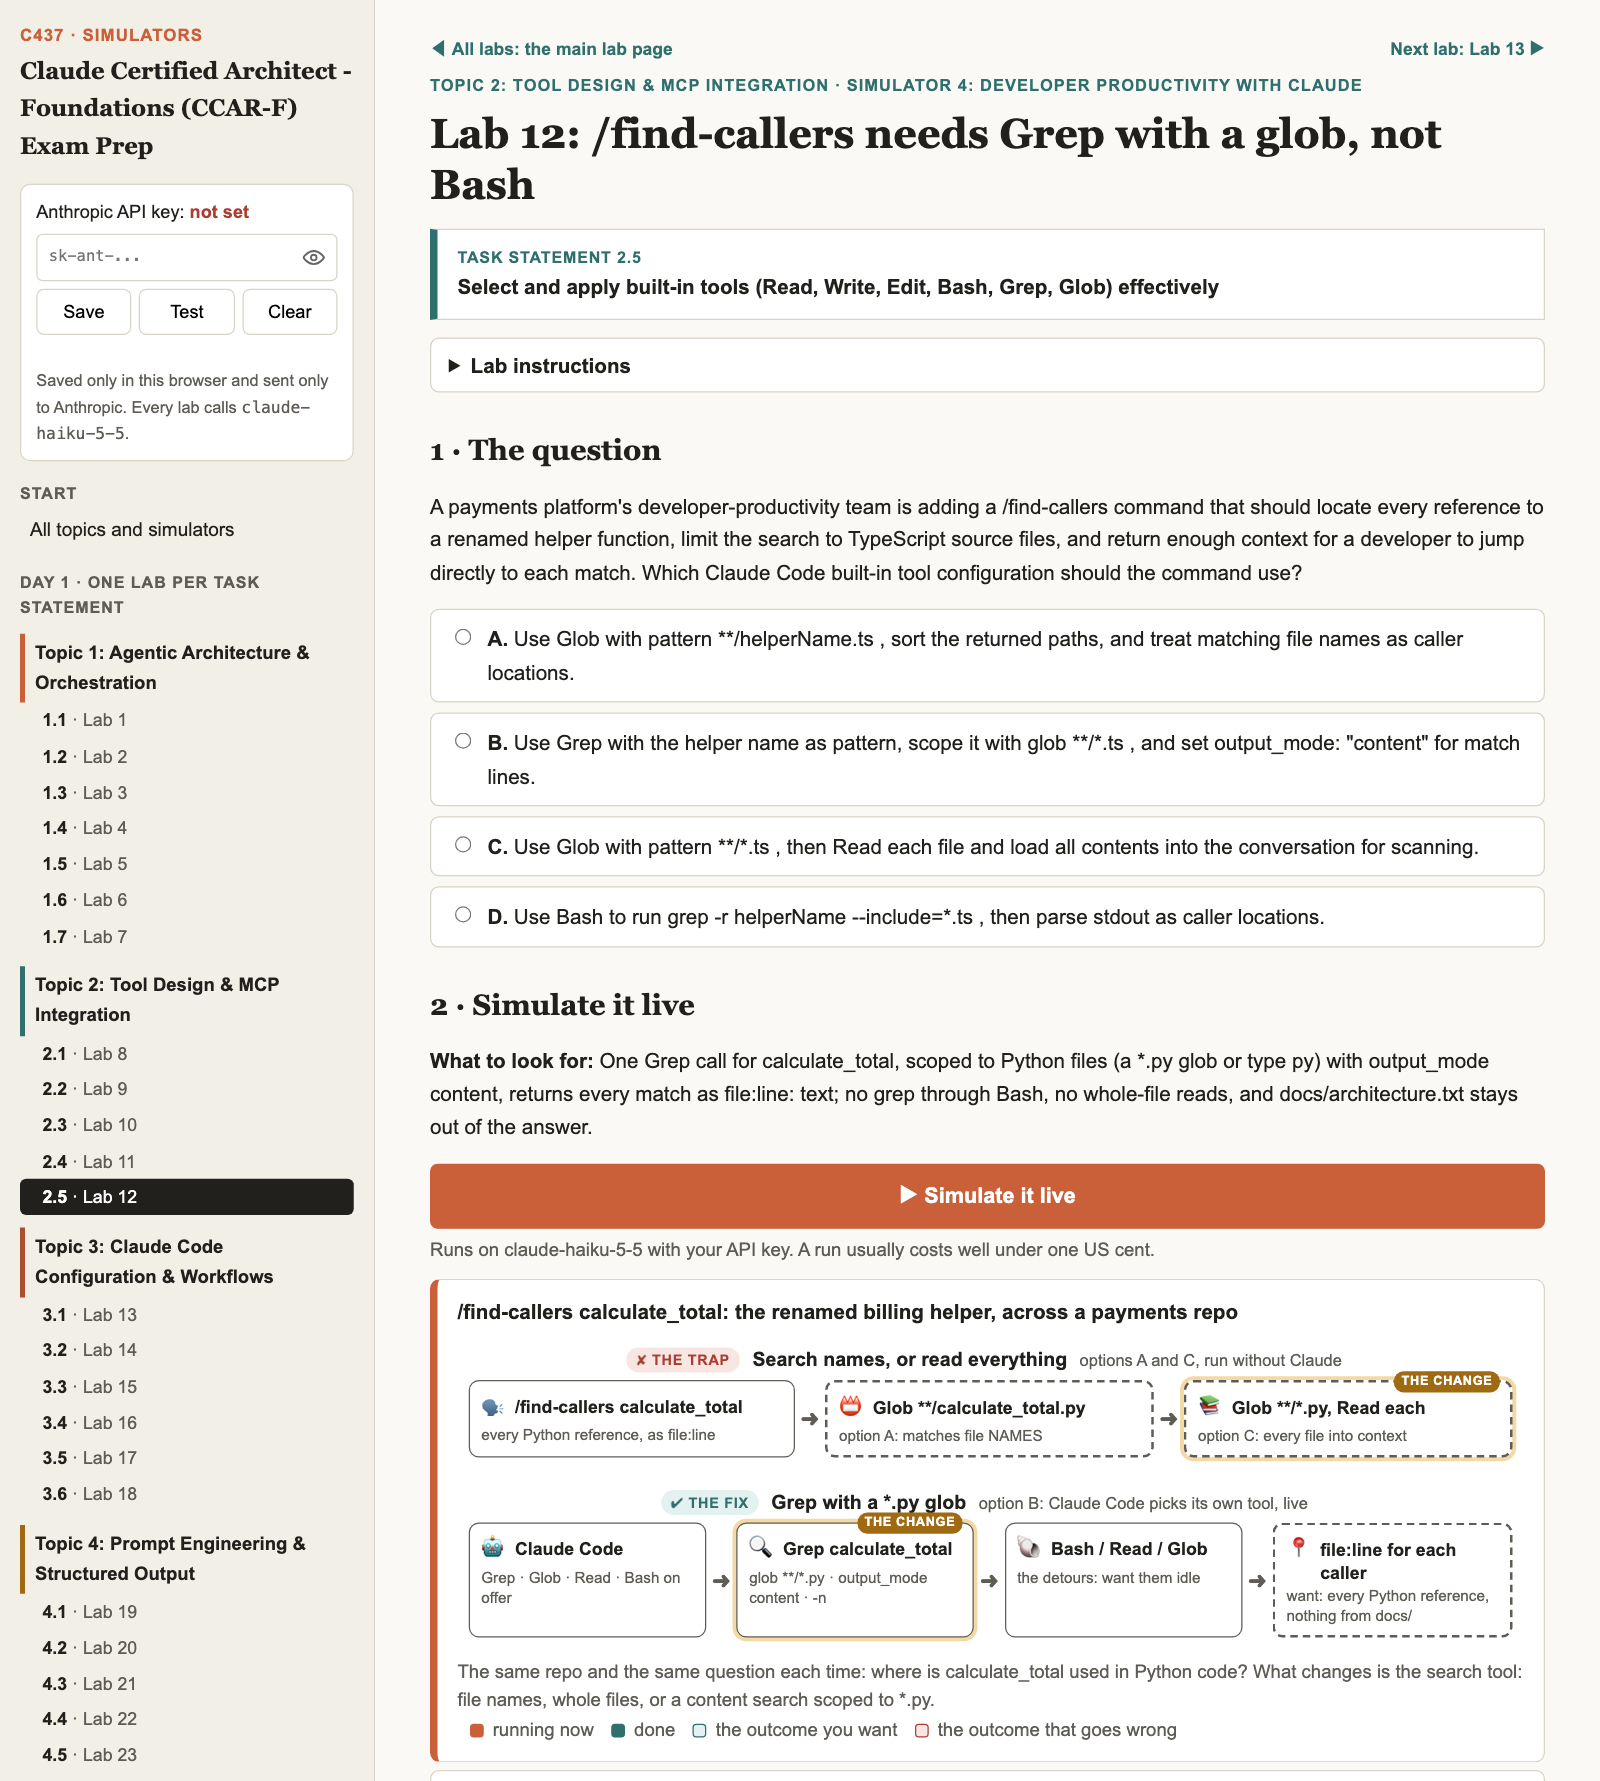 C437 · SIMULATORS
Claude Certified Architect -
Foundations (CCAR-F)
Exam Prep
Anthropic API key: not set
sk-ant-...
Save
Test
Clear
Saved only in this browser and sent only
to Anthropic. Every lab calls claude-
haiku-5-5.
START
All topics and simulators
DAY 1 · ONE LAB PER TASK
STATEMENT
Topic 1: Agentic Architecture &
Orchestration
1.1 · Lab 1
1.2 · Lab 2
1.3 · Lab 3
1.4 · Lab 4
1.5 · Lab 5
1.6 · Lab 6
1.7 · Lab 7
Topic 2: Tool Design & MCP
Integration
2.1 · Lab 8
2.2 · Lab 9
2.3 · Lab 10
2.4 · Lab 11
2.5 · Lab 12
Topic 3: Claude Code
Configuration & Workflows
3.1 · Lab 13
3.2 · Lab 14
3.3 · Lab 15
3.4 · Lab 16
3.5 · Lab 17
3.6 · Lab 18
Topic 4: Prompt Engineering &
Structured Output
4.1 · Lab 19
4.2 · Lab 20
4.3 · Lab 21
4.4 · Lab 22
4.5 · Lab 23
◀ All labs: the main lab page
Next lab: Lab 13 ▶
TOPIC 2: TOOL DESIGN & MCP INTEGRATION · SIMULATOR 4: DEVELOPER PRODUCTIVITY WITH CLAUDE
Lab 12: /find-callers needs Grep with a glob, not
Bash
TASK STATEMENT 2.5
Select and apply built-in tools (Read, Write, Edit, Bash, Grep, Glob) effectively
▶ Lab instructions
1 · The question
A payments platform's developer-productivity team is adding a /find-callers command that should locate every reference to
a renamed helper function, limit the search to TypeScript source files, and return enough context for a developer to jump
directly to each match. Which Claude Code built-in tool configuration should the command use?
A. Use Glob with pattern **/helperName.ts , sort the returned paths, and treat matching file names as caller
locations.
B. Use Grep with the helper name as pattern, scope it with glob **/*.ts , and set output_mode: "content" for match
lines.
C. Use Glob with pattern **/*.ts , then Read each file and load all contents into the conversation for scanning.
D. Use Bash to run grep -r helperName --include=*.ts , then parse stdout as caller locations.
2 · Simulate it live
What to look for: One Grep call for calculate_total, scoped to Python files (a *.py glob or type py) with output_mode
content, returns every match as file:line: text; no grep through Bash, no whole-file reads, and docs/architecture.txt stays
out of the answer.
▶ Simulate it live
Runs on claude-haiku-5-5 with your API key. A run usually costs well under one US cent.
/find-callers calculate_total: the renamed billing helper, across a payments repo
✘ THE TRAP Search names, or read everything options A and C, run without Claude
THE CHANGE
/find-callers calculate_total
every Python reference, as file:line
➜
Glob **/calculate_total.py
option A: matches file NAMES
➜
Glob **/*.py, Read each
option C: every file into context
✔ THE FIX Grep with a *.py glob option B: Claude Code picks its own tool, live
THE CHANGE
Claude Code
Grep · Glob · Read · Bash on
offer
➜
Grep calculate_total
glob **/*.py · output_mode
content · -n
➜
Bash / Read / Glob
the detours: want them idle
➜
file:line for each
caller
want: every Python reference,
nothing from docs/
The same repo and the same question each time: where is calculate_total used in Python code? What changes is the search tool:
file names, whole files, or a content search scoped to *.py.
running now done the outcome you want the outcome that goes wrong